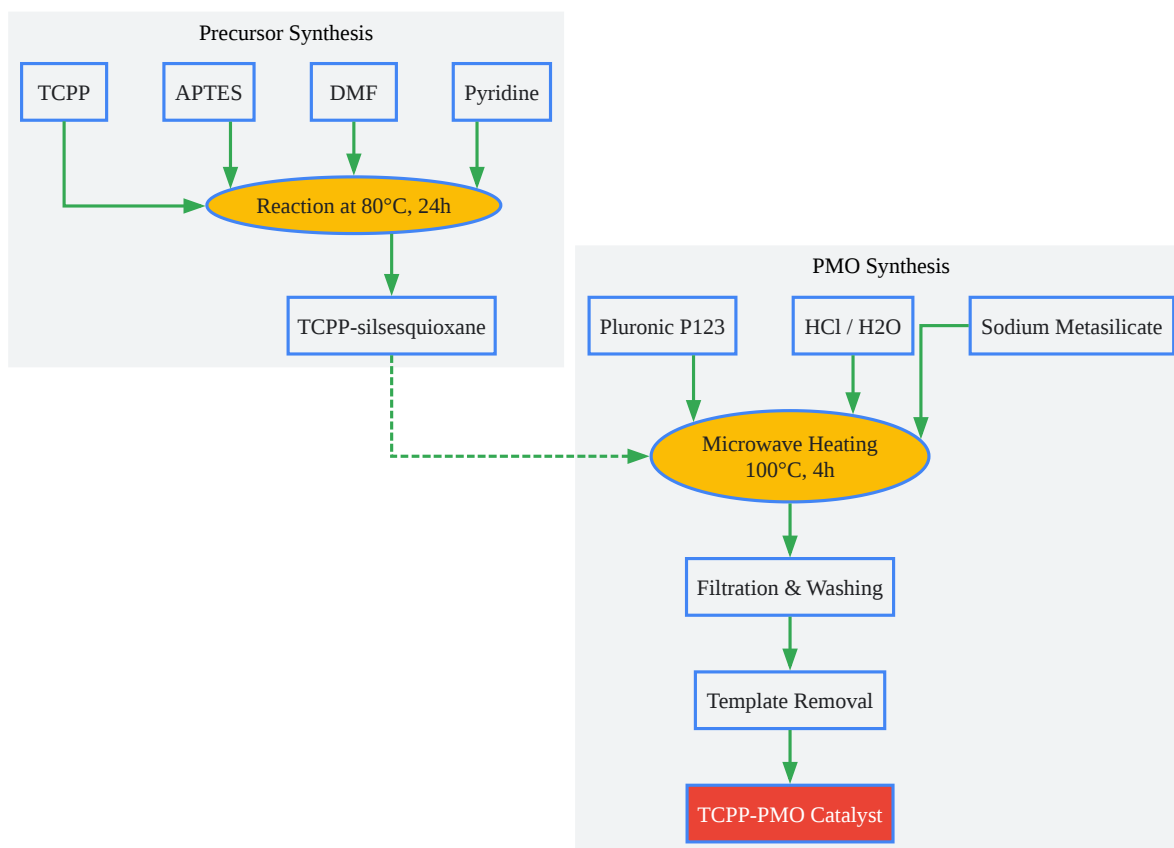 Precursor Synthesis
TCPP
APTES
DMF
Pyridine
Reaction at 80°C, 24h
TCPP-silsesquioxane
PMO Synthesis
Pluronic P123
HCl / H2O
Sodium Metasilicate
Microwave Heating
100°C, 4h
Filtration & Washing
Template Removal
TCPP-PMO Catalyst